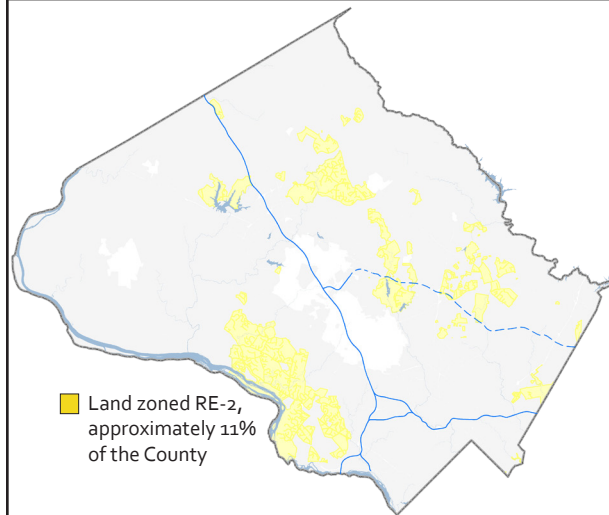 Land zoned RE-2,
approximately 11%
of the County